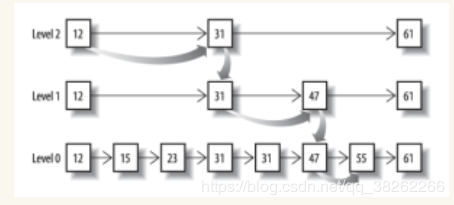 Level 2 12 31 61
Level 1 12 31 47 61
Level 0 12 15 23 31 31 47 55 61
https://blog.csdn.net/qq_38262266